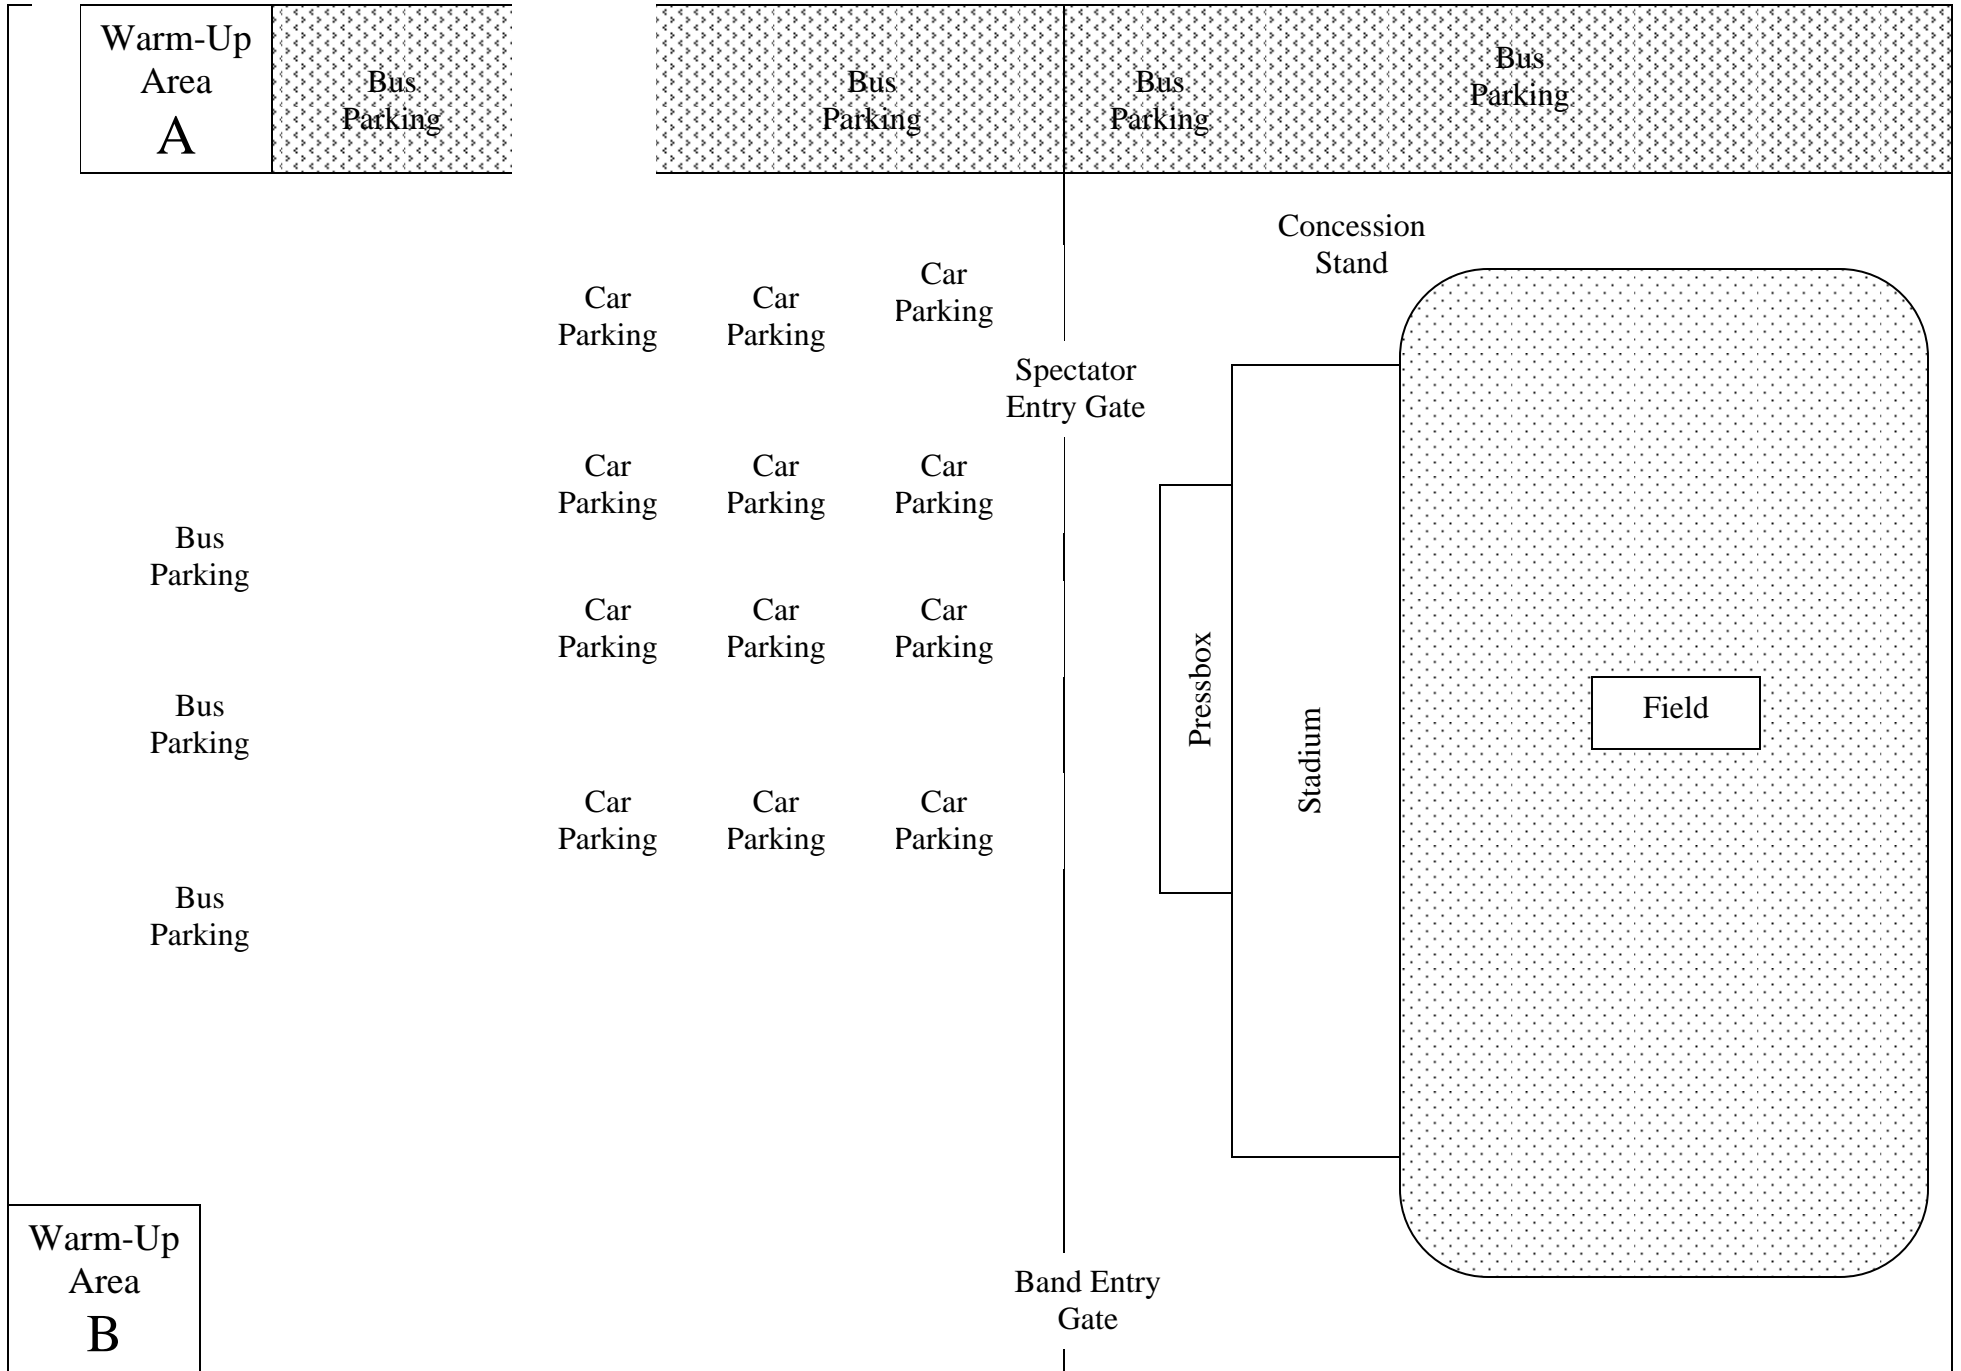 Warm-Up
Area
A
Bus
Parking
Bus
Parking
Bus
Parking
Bus
Parking
Concession
Stand
Car
Parking
Car
Parking
Car
Parking
Spectator
Entry Gate
Car
Parking
Car
Parking
Car
Parking
Bus
Parking
Car
Parking
Car
Parking
Car
Parking
Pressbox
Stadium
Field
Bus
Parking
Car
Parking
Car
Parking
Car
Parking
Bus
Parking
Warm-Up
Area
B
Band Entry
Gate